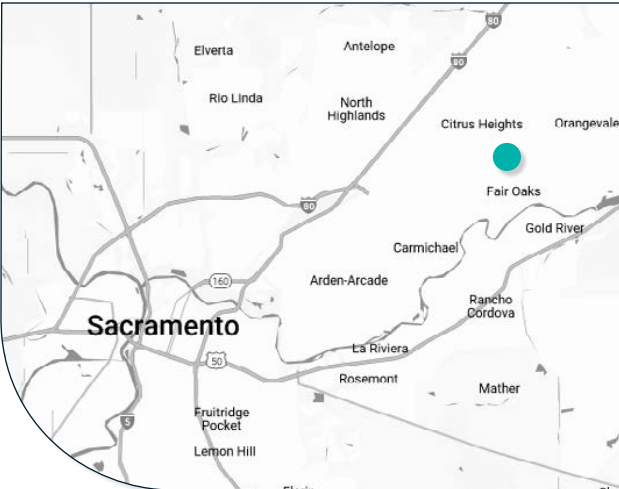 80
Elverta
Antelope
80
Rio Linda
North
Highlands
Citrus Heights
Orangevale
Fair Oaks
80
Gold River
Carmichael
160
Arden-Arcade
Rancho
Cordova
Sacramento
La Riviera
50
Rosemont
Mather
Fruitridge
Pocket
5
Lemon Hill